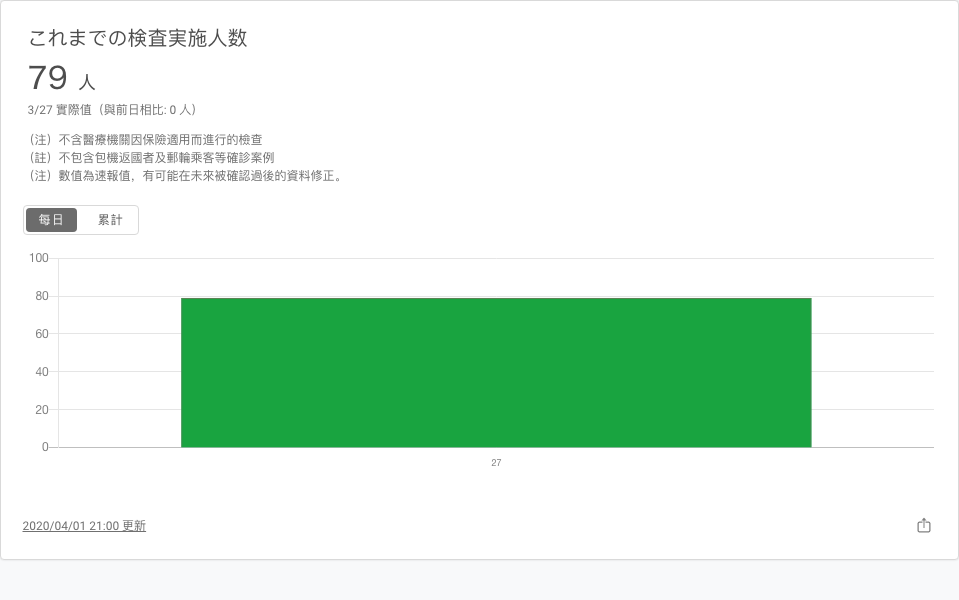 これまでの検査実施人数
79 人
3/27 實際值（與前日相比: 0 人）
（注）不含醫療機關因保險適用而進行的檢查
（註）不包含包機返國者及郵輪乘客等確診案例
（注）數值為速報值，有可能在未來被確認過後的資料修正。
每日 累計
100
80
60
40
20
0
27
2020/04/01 21:00 更新